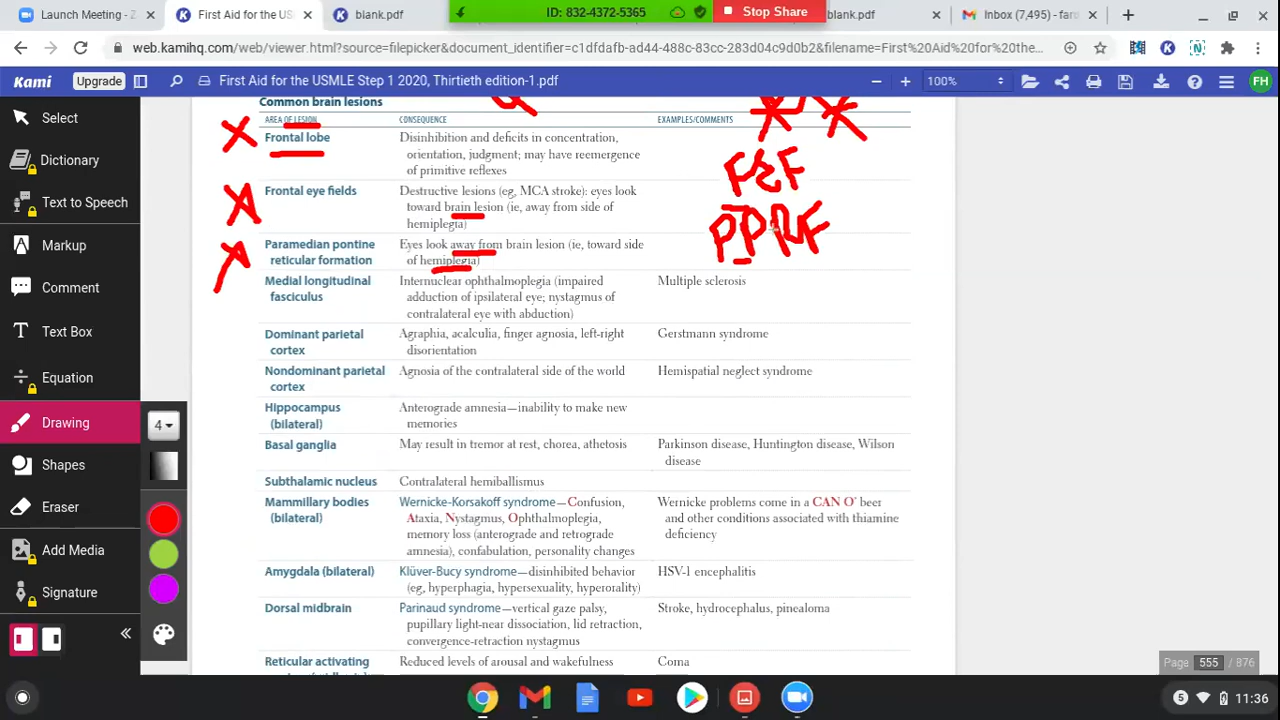 Launch Meeting - Z
First Aid for the US
blank.pdf
ID: 832-4372-5365
Stop Share
blank.pdf
Inbox (7,495) - fars
web.kamihq.com/web/viewer.html?source=filepicker&document_identifier=c1dfdafb-ad44-488c-83cc-283d04c9d0b2&filename=First%20Aid%20for%20the...
Kami
Upgrade
First Aid for the USMLE Step 1 2020, Thirtieth edition-1.pdf
100%
FH
Select
Dictionary
Text to Speech
Markup
Comment
Text Box
Equation
Drawing
Shapes
Eraser
Add Media
Signature
4
Common brain lesions
AREA OF LESION CONSEQUENCE EXAMPLES/COMMENTS
Frontal lobe Disinhibition and deficits in concentration,
orientation, judgment; may have reemergence
of primitive reflexes
FEF
Frontal eye fields Destructive lesions (eg, MCA stroke): eyes look
toward brain lesion (ie, away from side of
hemiplegia)
PPRF
Paramedian pontine Eyes look away from brain lesion (ie, toward side
reticular formation of hemiplegia)
Medial longitudinal Internuclear ophthalmoplegia (impaired Multiple sclerosis
fasciculus adduction of ipsilateral eye; nystagmus of
contralateral eye with abduction)
Dominant parietal Agraphia, acalculia, finger agnosia, left-right Gerstmann syndrome
cortex disorientation
Nondominant parietal Agnosia of the contralateral side of the world Hemispatial neglect syndrome
cortex
Hippocampus Anterograde amnesia—inability to make new
(bilateral) memories
Basal ganglia May result in tremor at rest, chorea, athetosis Parkinson disease, Huntington disease, Wilson
disease
Subthalamic nucleus Contralateral hemiballismus
Mammillary bodies Wernicke-Korsakoff syndrome—Confusion, Wernicke problems come in a CAN O' beer
(bilateral) Ataxia, Nystagmus, Ophthalmoplegia, and other conditions associated with thiamine
memory loss (anterograde and retrograde deficiency
amnesia), confabulation, personality changes
Amygdala (bilateral) Klüver-Bucy syndrome—disinhibited behavior HSV-1 encephalitis
(eg, hyperphagia, hypersexuality, hyperorality)
Dorsal midbrain Parinaud syndrome—vertical gaze palsy, Stroke, hydrocephalus, pinealoma
pupillary light-near dissociation, lid retraction,
convergence-retraction nystagmus
Reticular activating Reduced levels of arousal and wakefulness Coma
Page 555 / 876
5
11:36